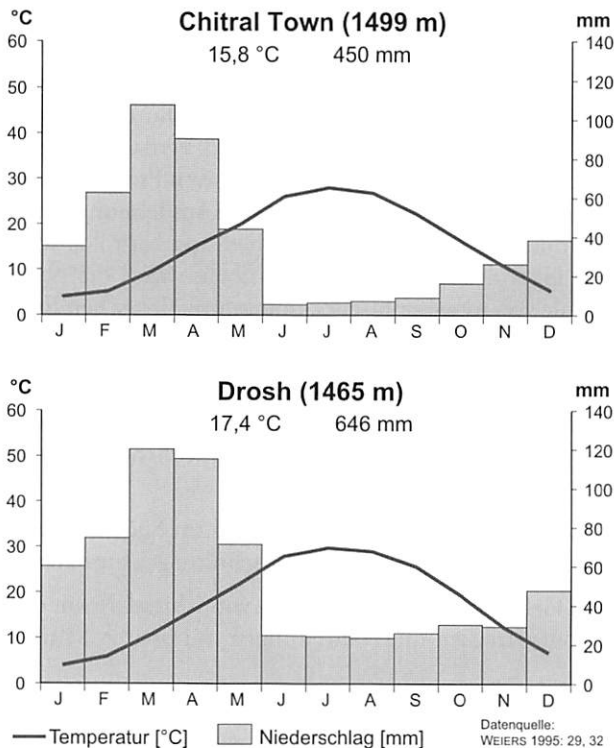 Chitral Town (1499 m)
°C mm
15,8 °C 450 mm
60 140
50 120
40 100
30 80
20 60
10 40
0 20
0
J F M A M J J A S O N D
Drosh (1465 m)
°C mm
17,4 °C 646 mm
60 140
50 120
40 100
30 80
20 60
10 40
0 20
0
J F M A M J J A S O N D
Temperatur [°C] Niederschlag [mm]
Datenquelle:
WEIERS 1995: 29, 32